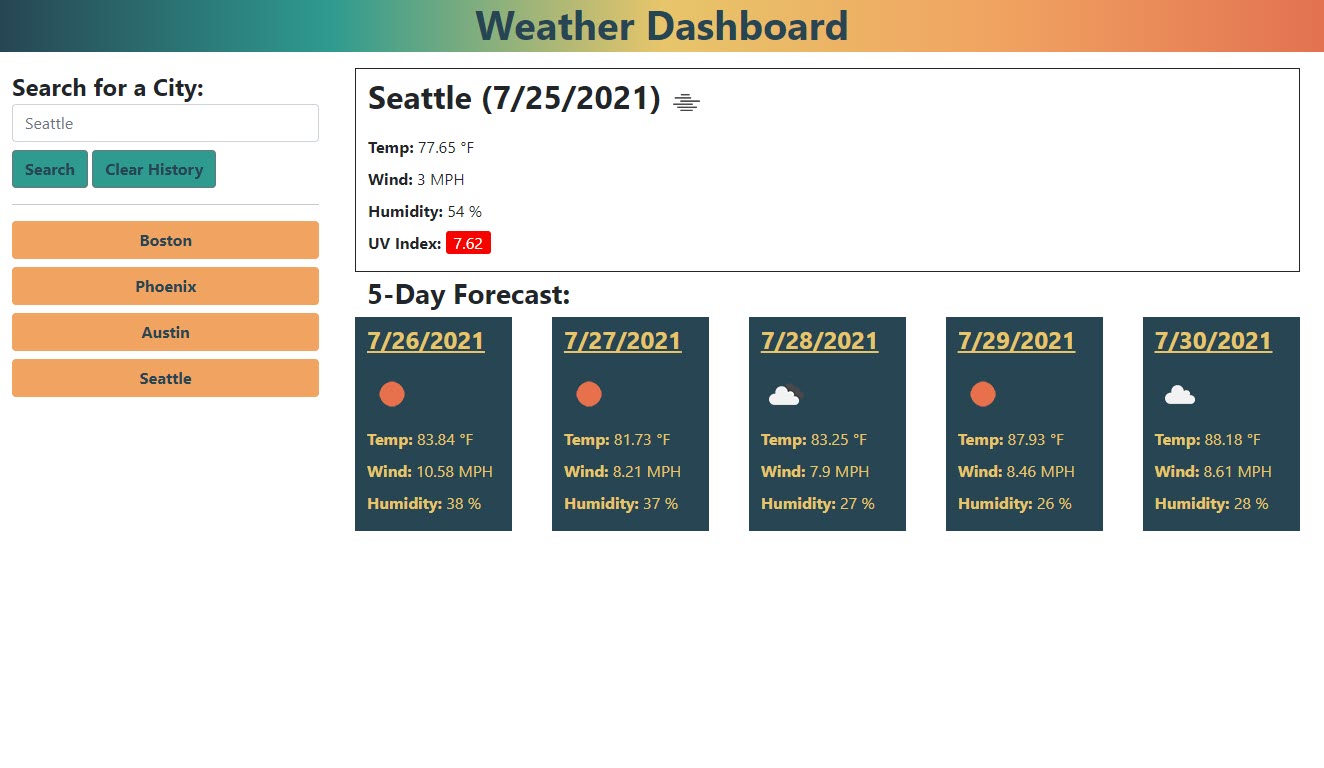 Weather Dashboard
Search for a City:
Seattle
Search Clear History
Boston
Phoenix
Austin
Seattle
Seattle (7/25/2021)
Temp: 77.65 °F
Wind: 3 MPH
Humidity: 54 %
UV Index: 7.62
5-Day Forecast:
7/26/2021
Temp: 83.84 °F
Wind: 10.58 MPH
Humidity: 38 %
7/27/2021
Temp: 81.73 °F
Wind: 8.21 MPH
Humidity: 37 %
7/28/2021
Temp: 83.25 °F
Wind: 7.9 MPH
Humidity: 27 %
7/29/2021
Temp: 87.93 °F
Wind: 8.46 MPH
Humidity: 26 %
7/30/2021
Temp: 88.18 °F
Wind: 8.61 MPH
Humidity: 28 %